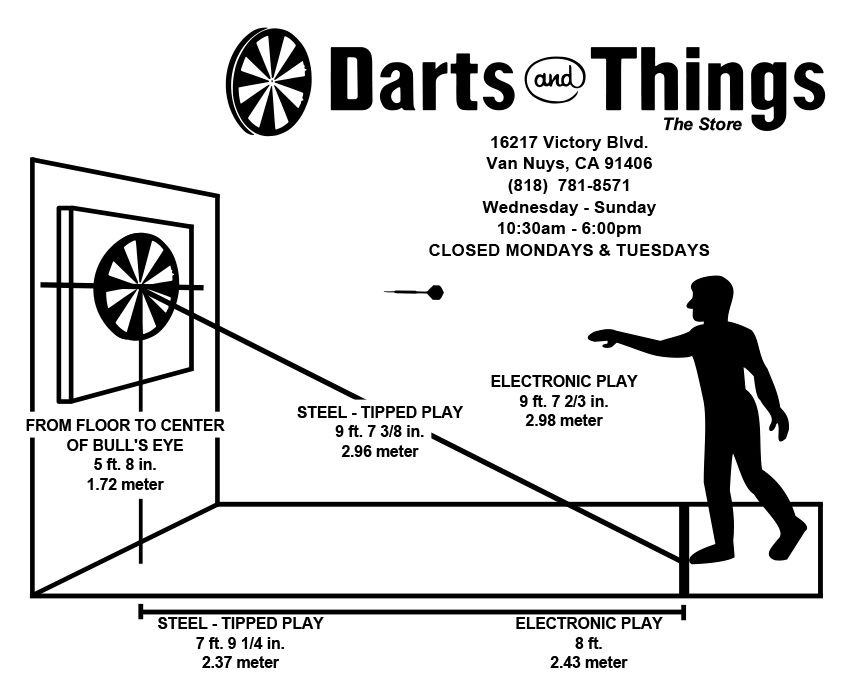 Darts and Things
The Store
16217 Victory Blvd.
Van Nuys, CA 91406
(818)  781-8571
Wednesday - Sunday
10:30am - 6:00pm
CLOSED MONDAYS & TUESDAYS
ELECTRONIC PLAY
9 ft. 7 2/3 in.
2.98 meter
STEEL - TIPPED PLAY
9 ft. 7 3/8 in.
2.96 meter
FROM FLOOR TO CENTER
OF BULL'S EYE
5 ft. 8 in.
1.72 meter
STEEL - TIPPED PLAY
7 ft. 9 1/4 in.
2.37 meter
ELECTRONIC PLAY
8 ft.
2.43 meter